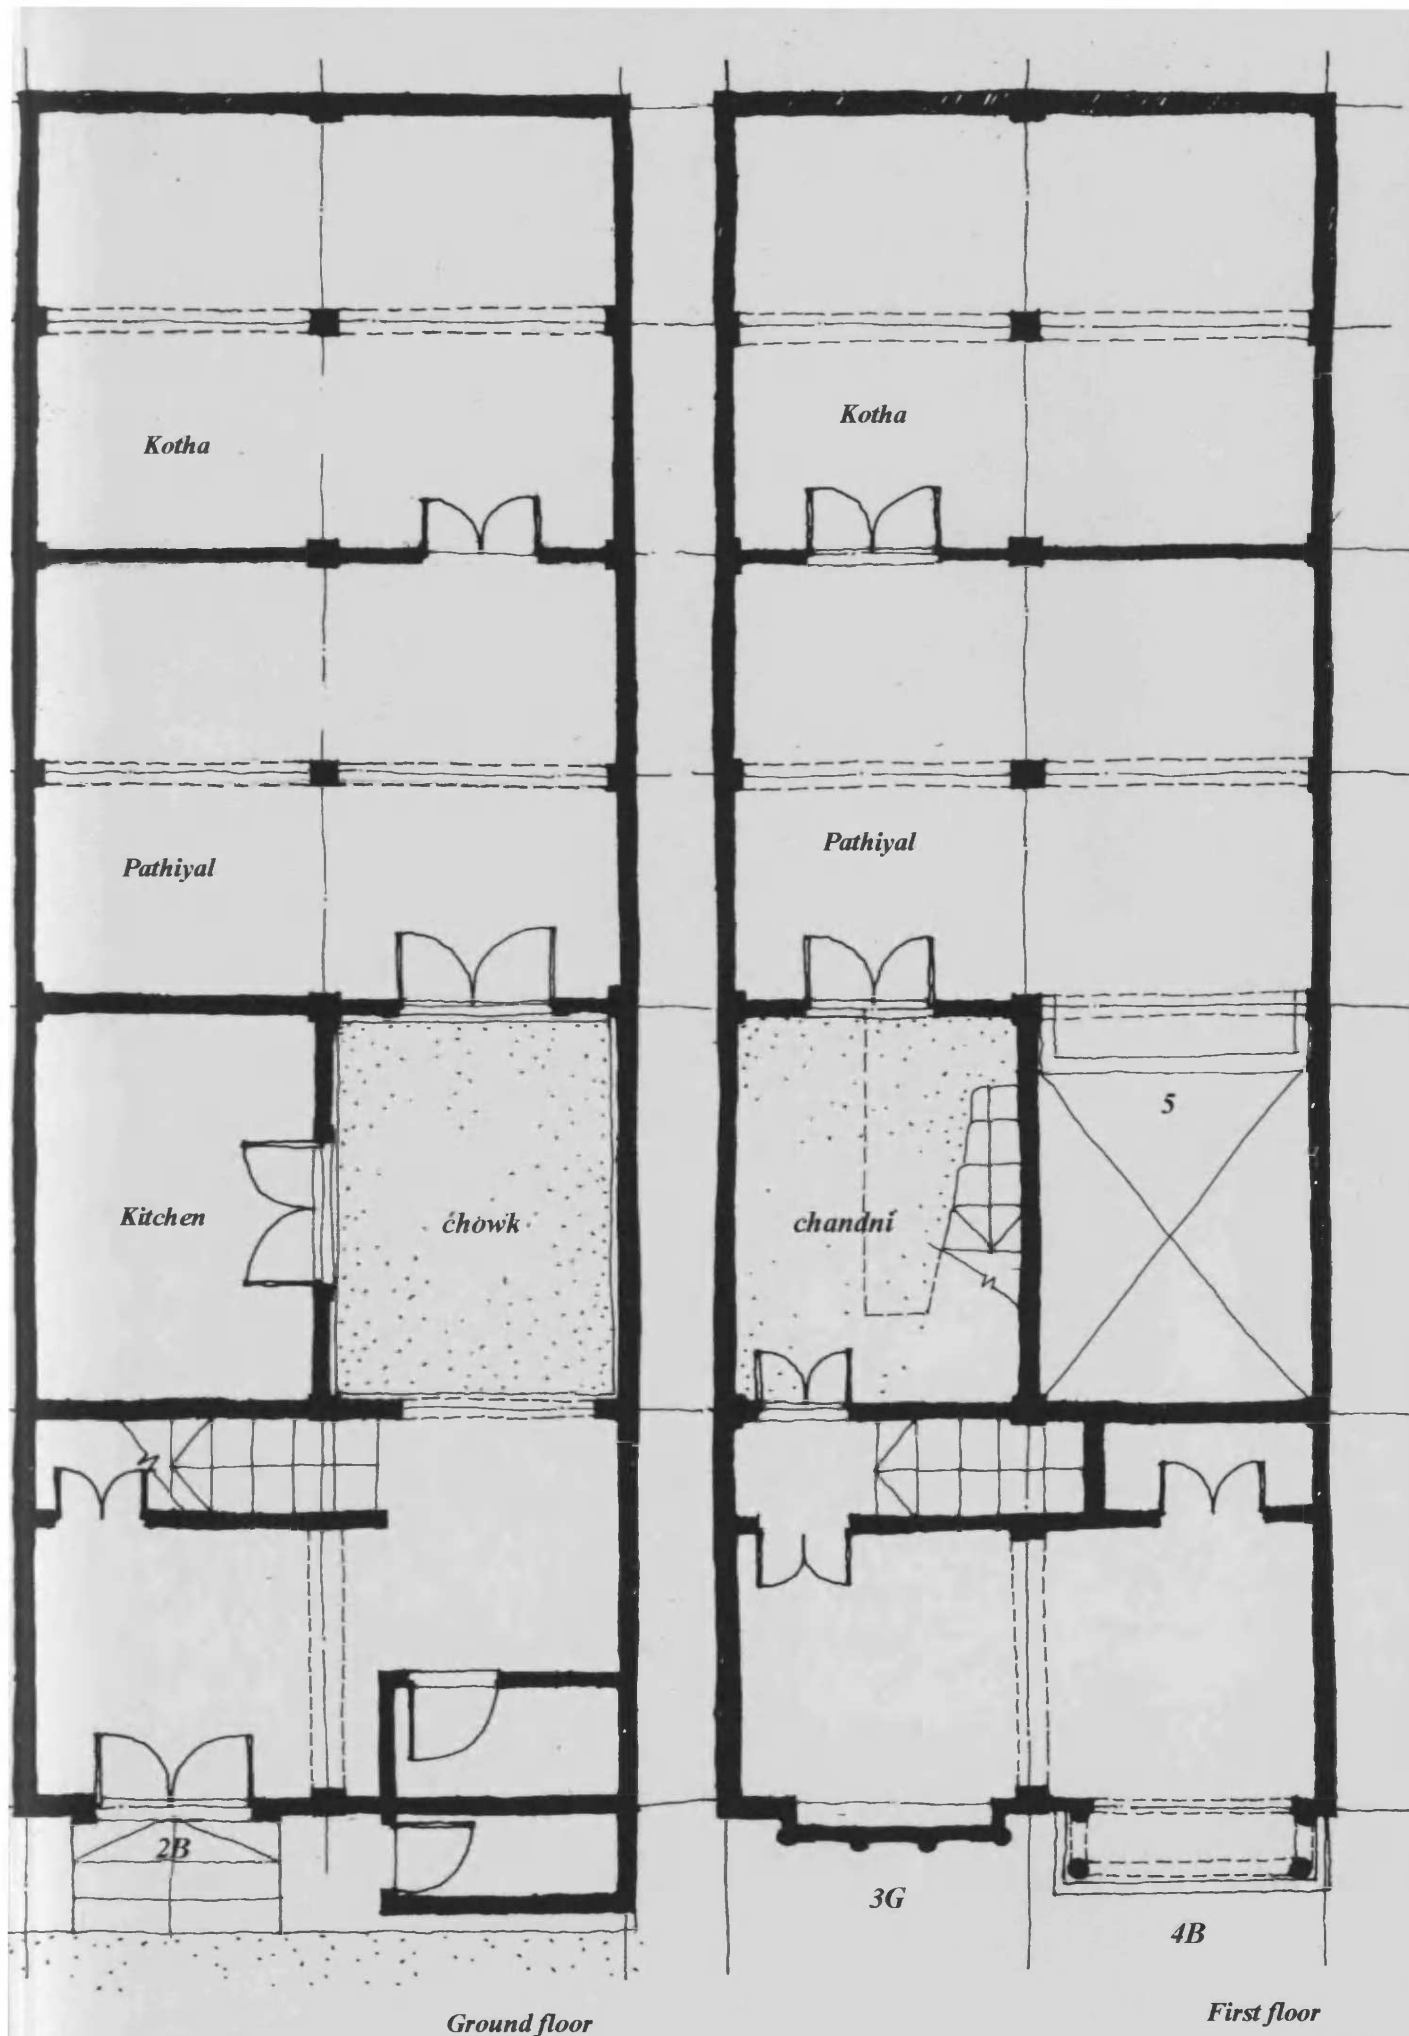 Kotha
Pathiyal
Kitchen
chowk
2B
Ground floor
Kotha
Pathiyal
chandni
5
3G
4B
First floor